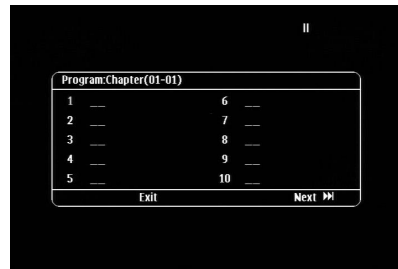 Program:Chapter(01-01)
1 __ 6 __
2 __ 7 __
3 __ 8 __
4 __ 9 __
5 __ 10 __
Exit Next ⏭